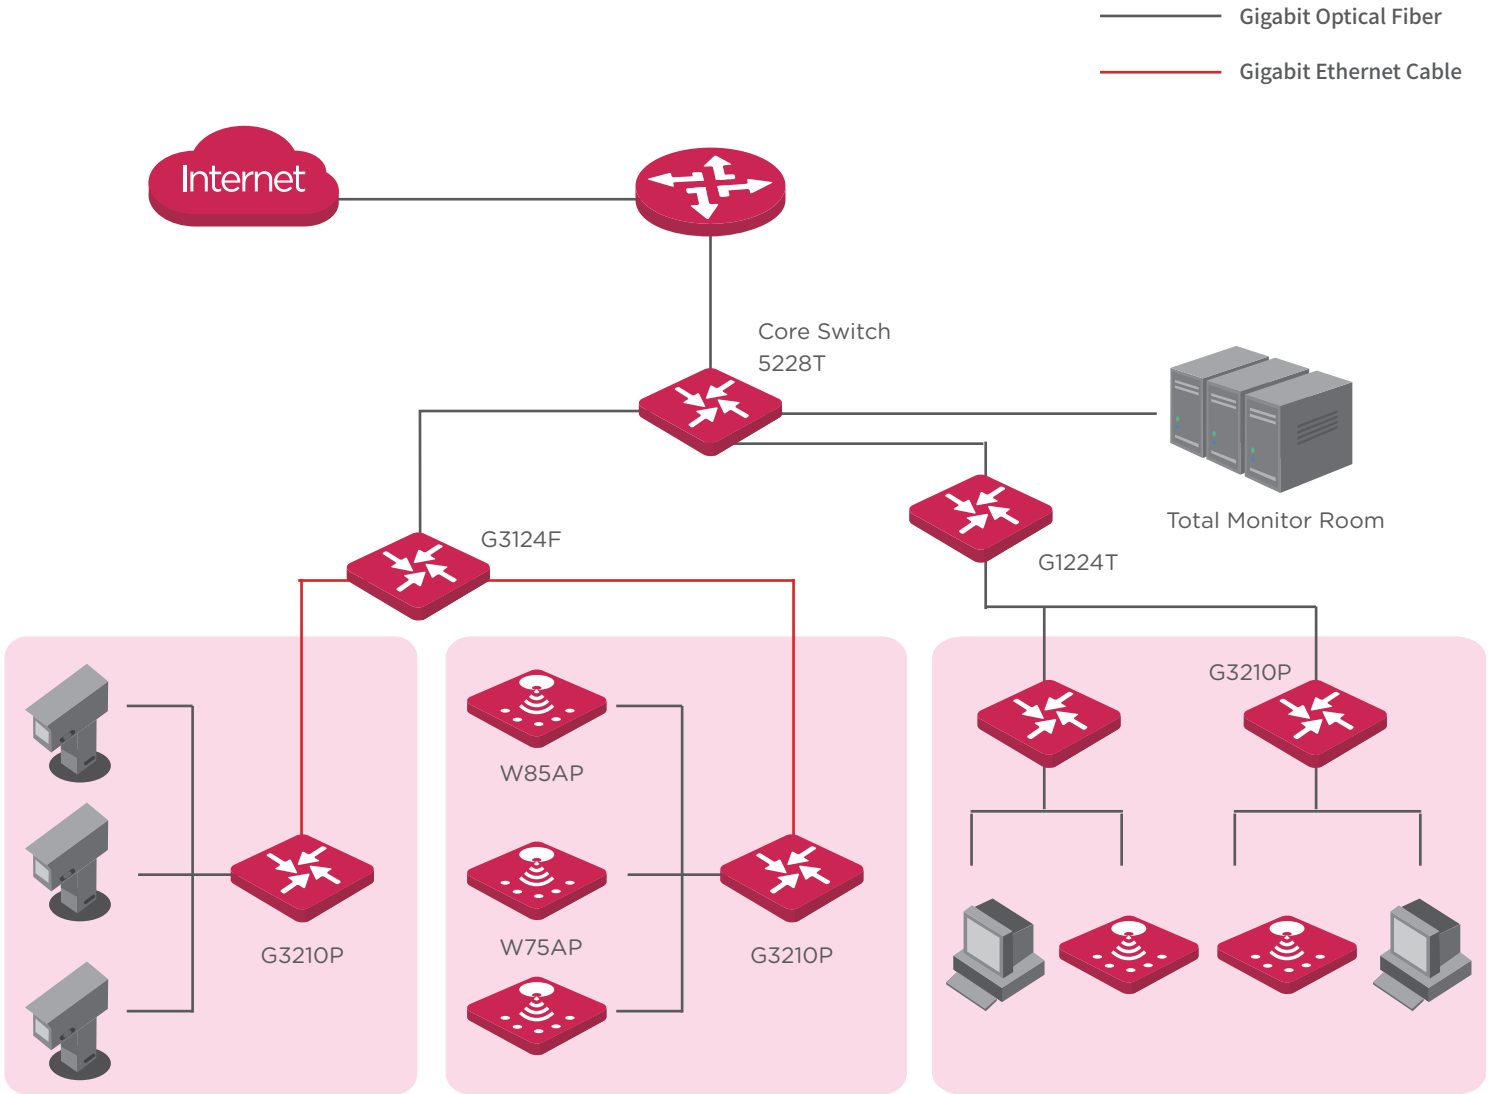 Gigabit Optical Fiber
Gigabit Ethernet Cable
Internet
Core Switch
5228T
Total Monitor Room
G3124F
G1224T
G3210P
W85AP
W75AP
G3210P
G3210P